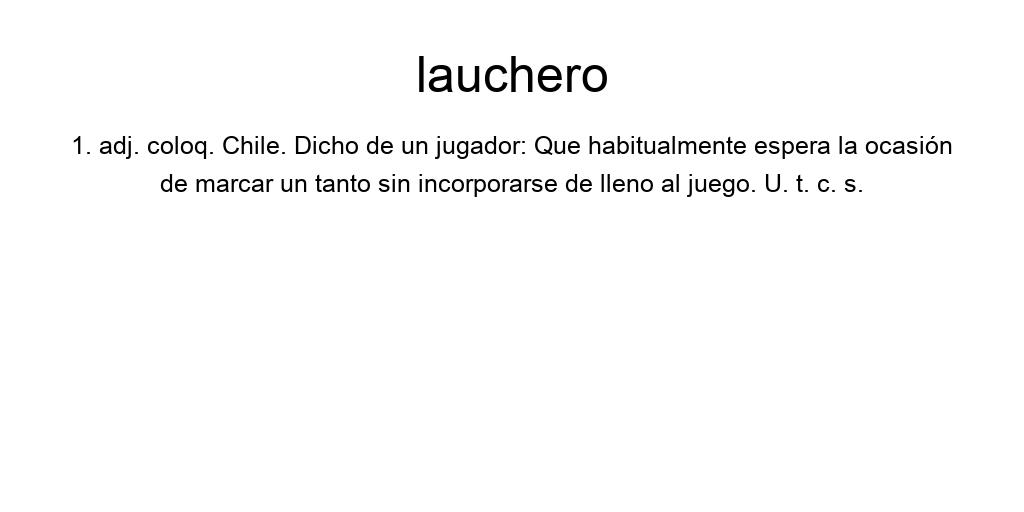 lauchero
1. adj. coloq. Chile. Dicho de un jugador: Que habitualmente espera la ocasión
de marcar un tanto sin incorporarse de lleno al juego. U. t. c. s.